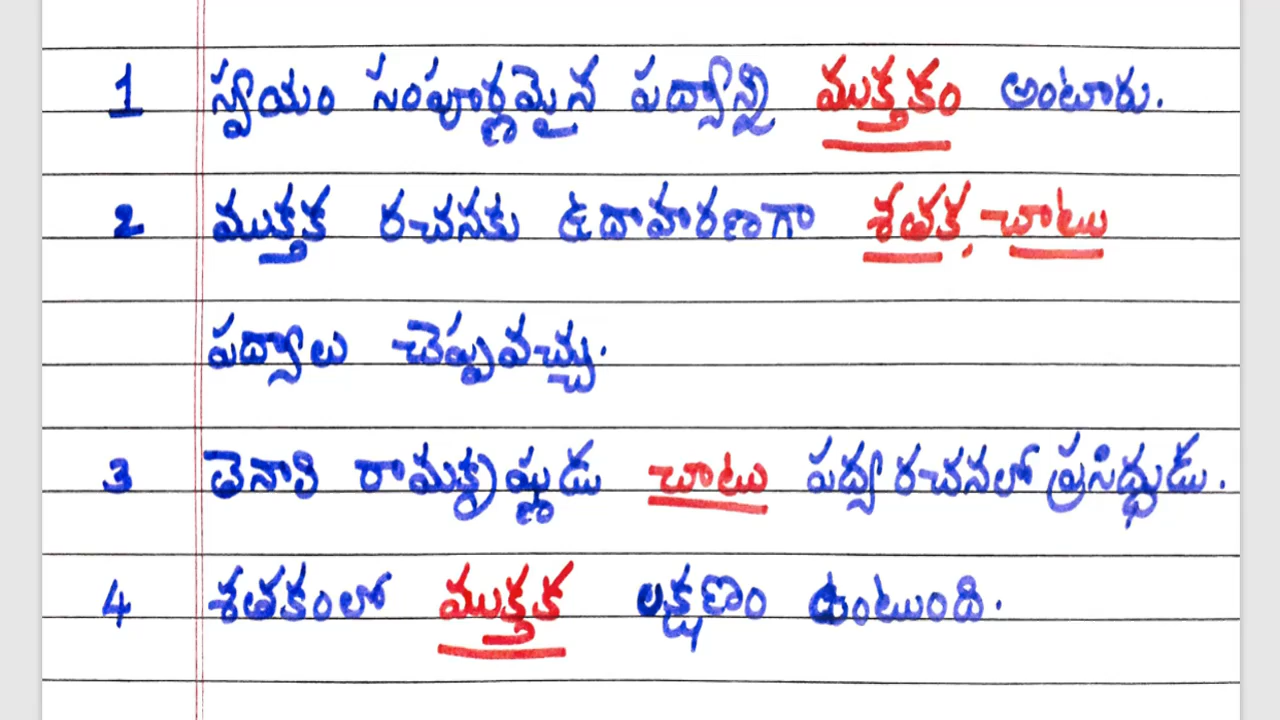 1 స్వయం సంపూర్ణమైన పద్యాన్ని ముక్తకం అంటారు.
2 ముక్తక రచనకు ఉదాహరణగా శతక, చాటు
పద్యాలు చెప్పవచ్చు.
3 తెనాలి రామకృష్ణుడు చాటు పద్య రచనలో ప్రసిద్ధుడు.
4 శతకంలో ముక్తక లక్షణం ఉంటుంది.